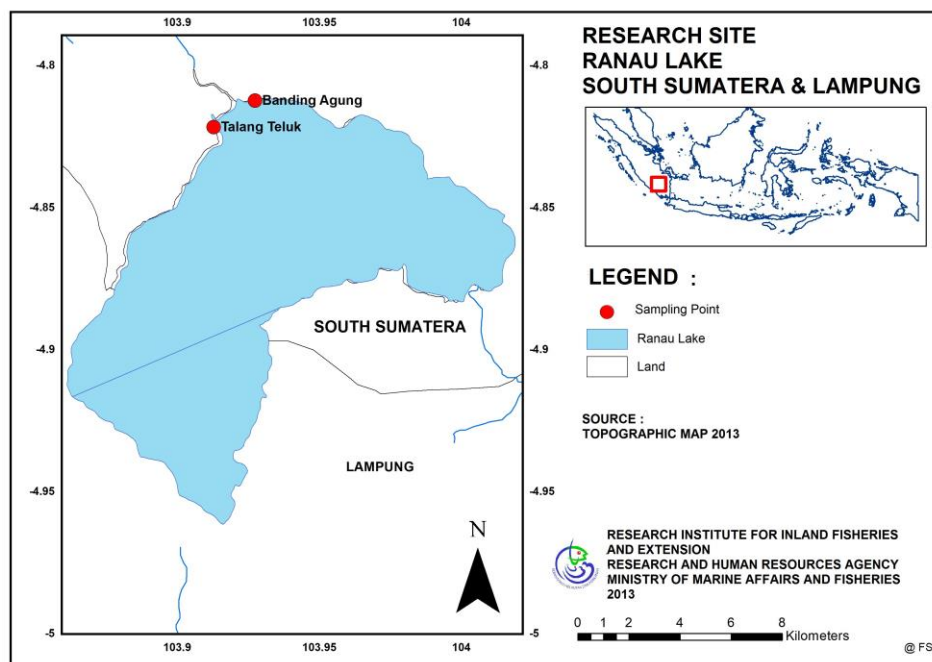 103.9
103.95
104
-4.8
-4.8
Banding Agung
Talang Teluk
-4.85
-4.85
SOUTH SUMATERA
-4.9
-4.9
LAMPUNG
-4.95
-4.95
N
-5
-5
103.9
103.95
104
RESEARCH SITE
RANAU LAKE
SOUTH SUMATERA & LAMPUNG
LEGEND :
Sampling Point
Ranau Lake
Land
SOURCE :
TOPOGRAPHIC MAP 2013
RESEARCH INSTITUTE FOR INLAND FISHERIES
AND EXTENSION
RESEARCH AND HUMAN RESOURCES AGENCY
MINISTRY OF MARINE AFFAIRS AND FISHERIES
2013
0 1 2 4 6 8
Kilometers
@ FS